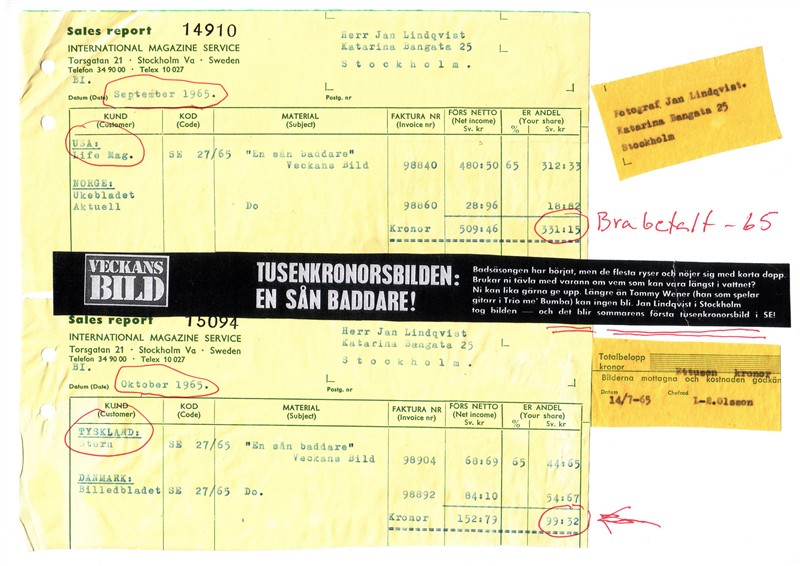 Sales report 14910
INTERNATIONAL MAGAZINE SERVICE
Torsgatan 21 · Stockholm Va · Sweden
Telefon 34 90 00 · Telex 10 027
BI.
Datum (Date) September 1965.
Herr Jan Lindqvist
Katarina Bangata 25
Stockholm.
Postg. nr
KUND (Customer) KOD (Code) MATERIAL (Subject) FAKTURA NR (Invoice nr) FÖRS NETTO (Net income) Sv. kr % ER ANDEL (Your share) Sv. kr
USA:
Life Mag. SE 27/65 "En sån baddare"
Veckans Bild 98840 480:50 65 312:33
NORGE:
Ukebladet
Aktuell Do 98860 28:96 18:82
Kronor 509:46 331:15
Fotograf Jan Lindqvist.
Katarina Bangata 25
Stockholm
Bra betalt - 65
VECKANS
BILD
TUSENKRONORSBILDEN:
EN SÅN BADDARE!
Badsäsongen har börjat, men de flesta ryser och nöjer sig med korta dopp.
Brukar ni tävla med varann om vem som kan vara längst i vattnet?
Ni kan lika gärna ge upp. Längre än Tommy Wener (han som spelar
gitarr i Trio me' Bumba) kan ingen bli. Jan Lindqvist i Stockholm
tog bilden — och det blir sommarens första tusenkronorsbild i SE!
Sales report 15094
INTERNATIONAL MAGAZINE SERVICE
Torsgatan 21 · Stockholm Va · Sweden
Telefon 34 90 00 · Telex 10 027
BI.
Datum (Date) Oktober 1965.
Herr Jan Lindqvist
Katarina Bangata 25
Stockholm.
Postg. nr
KUND (Customer) KOD (Code) MATERIAL (Subject) FAKTURA NR (Invoice nr) FÖRS NETTO (Net income) Sv. kr % ER ANDEL (Your share) Sv. kr
TYSKLAND:
Stern SE 27/65 "En sån baddare"
Veckans Bild 98904 68:69 65 44:65
DANMARK:
Billedbladet SE 27/65 Do. 98892 84:10 54:67
Kronor 152:79 99:32
Totalbelopp
kronor Ettusen kronor
Bilderna mottagna och kostnaden godkän
Datum Chefred
14/7-65 L-E.Olsson